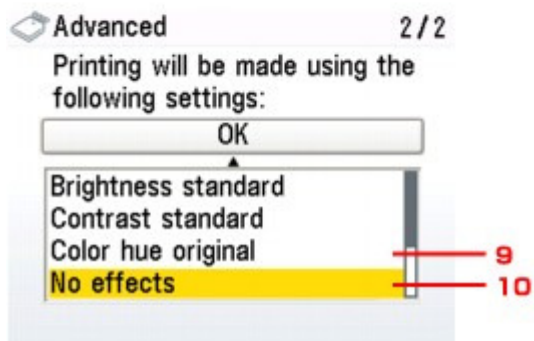 Advanced 2/2
Printing will be made using the
following settings:
OK
Brightness standard
Contrast standard
Color hue original
9
No effects
10